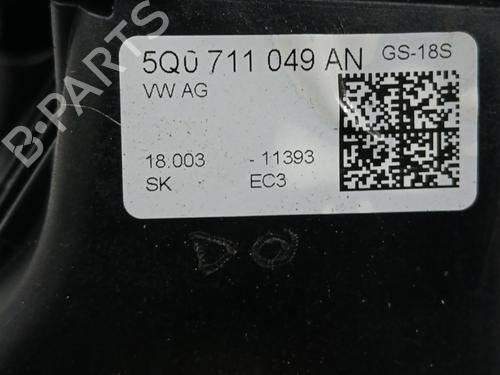 5Q0 711 049 AN GS-18S
VW AG
18.003 - 11393
SK EC3
B-PARTS